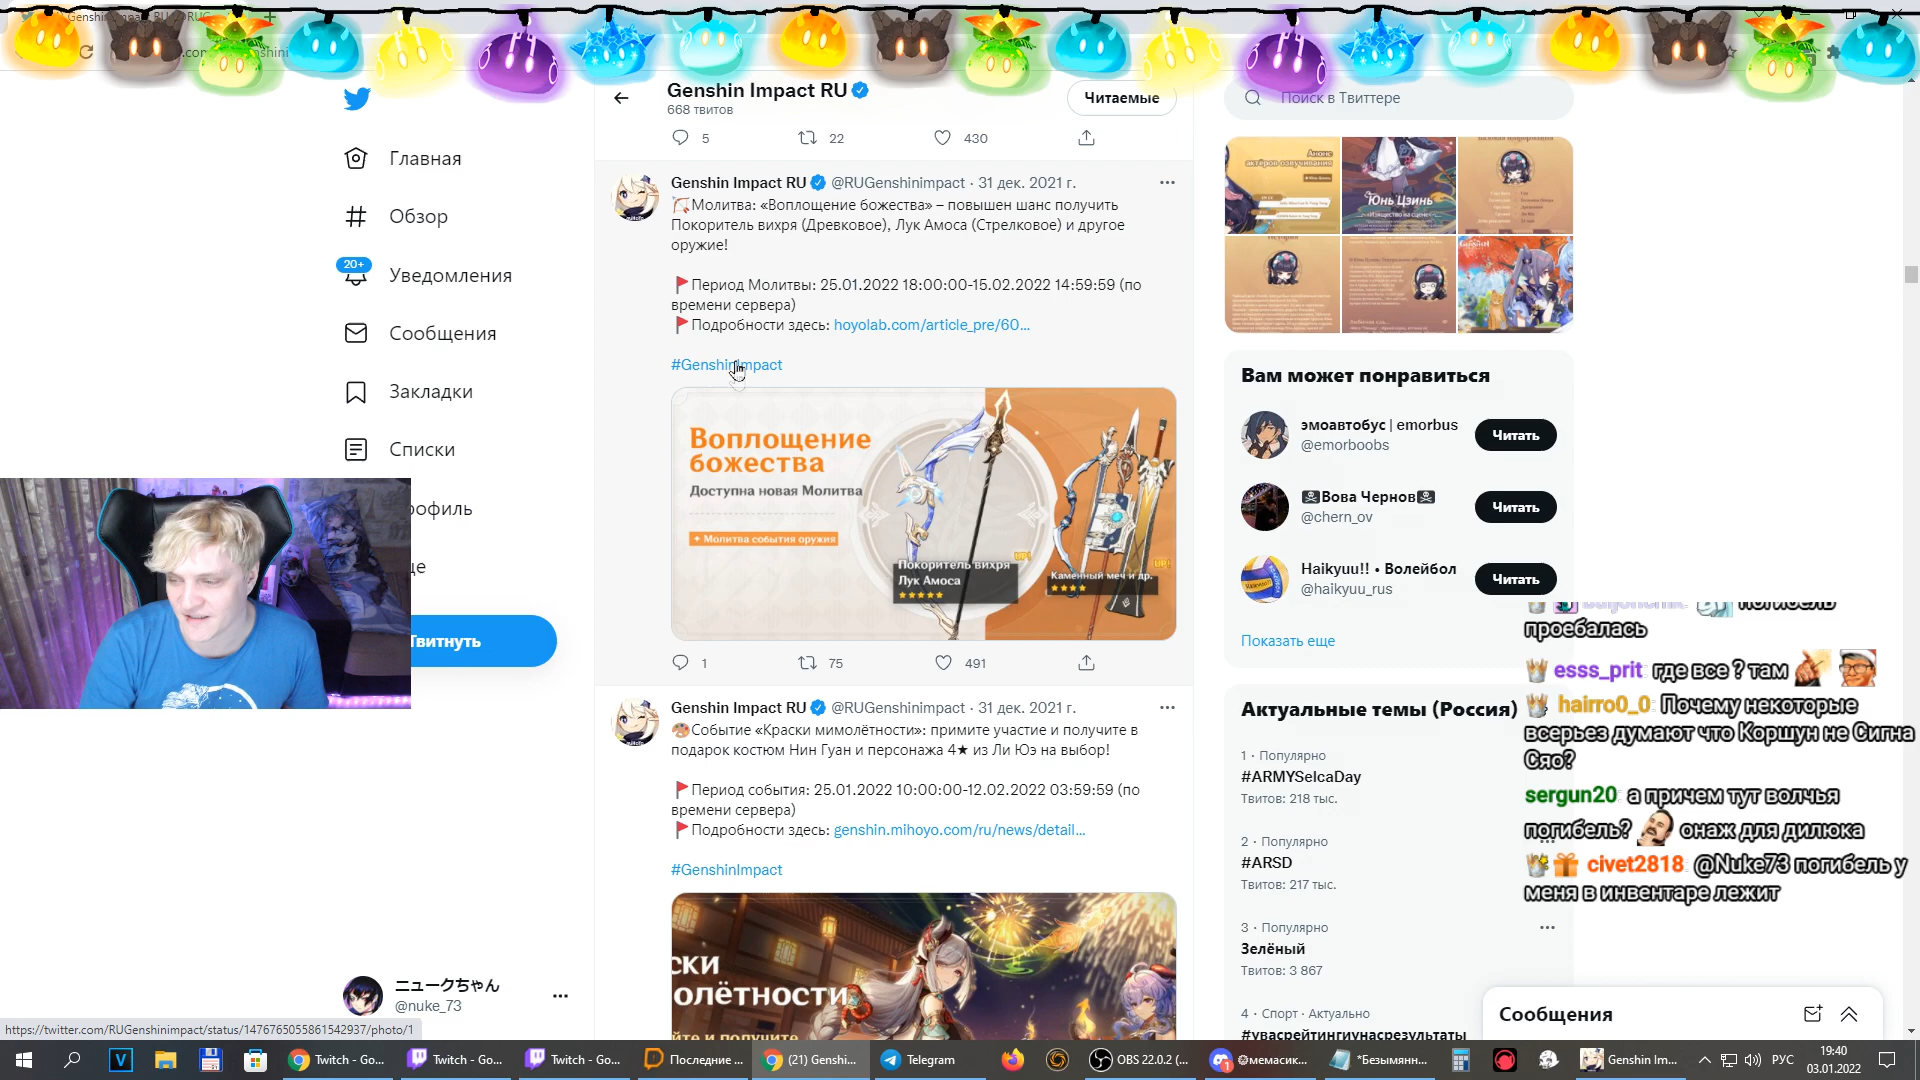 Genshin Impact RU
668 твитов
Читаемые
Поиск в Твиттере
5
22
430
Главная
Обзор
20+
Уведомления
Сообщения
Закладки
Списки
Твитнуть
ニュークちゃん
@nuke_73
Genshin Impact RU @RUGenshinimpact · 31 дек. 2021 г.
Молитва: «Воплощение божества» – повышен шанс получить
Покоритель вихря (Древковое), Лук Амоса (Стрелковое) и другое
оружие!
Период Молитвы: 25.01.2022 18:00:00-15.02.2022 14:59:59 (по
времени сервера)
Подробности здесь: hoyolab.com/article_pre/60...
#GenshinImpact
Воплощение
божества
Доступна новая Молитва
✦ Молитва события оружия
Покоритель вихря
Лук Амоса
UP!
Каменный меч и др.
UP!
1
75
491
Genshin Impact RU @RUGenshinimpact · 31 дек. 2021 г.
Событие «Краски мимолётности»: примите участие и получите в
подарок костюм Нин Гуан и персонажа 4★ из Ли Юэ на выбор!
Период события: 25.01.2022 10:00:00-12.02.2022 03:59:59 (по
времени сервера)
Подробности здесь: genshin.mihoyo.com/ru/news/detail...
#GenshinImpact
Анонс
актёров озвучивания
Юнь Цзинь
Вам может понравиться
эмоавтобус | emorbus
@emorboobs
Читать
Вова Чернов
@chern_ov
Читать
Haikyuu!! • Волейбол
@haikyuu_rus
Читать
Показать еще
Актуальные темы (Россия)
1 · Популярно
#ARMYSelcaDay
Твитов: 218 тыс.
2 · Популярно
#ARSD
Твитов: 217 тыс.
3 · Популярно
Зелёный
Твитов: 3 867
4 · Спорт · Актуально
#увасрейтингиунасрезультаты
погибель
проебалась
esss_prit где все ? там
hairro0_0 Почему некоторые
всерьез думают что Коршун не Сигна
Сяо?
sergun20 а причем тут волчья
погибель? онаж для дилюка
civet2818 @Nuke73 погибель у
меня в инвентаре лежит
Сообщения
https://twitter.com/RUGenshinimpact/status/1476765055861542937/photo/1
Twitch - Go...
Twitch - Go...
Twitch - Go...
Последние ...
(21) Genshi...
Telegram
OBS 22.0.2 (...
мемасик...
*Безымянн...
Genshin Im...
РУС
19:40
03.01.2022